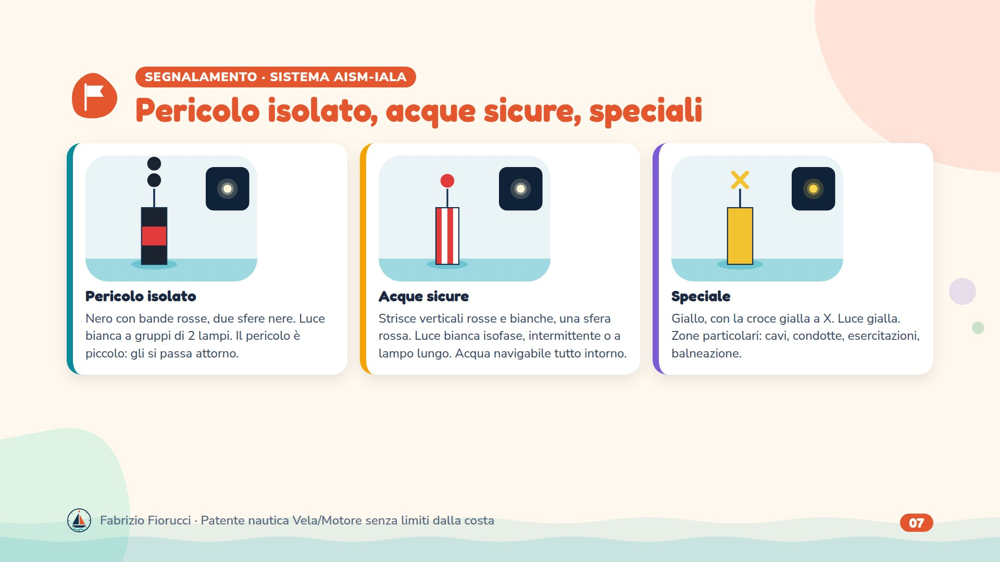 SEGNALAMENTO · SISTEMA AISM-IALA
Pericolo isolato, acque sicure, speciali
Pericolo isolato
Nero con bande rosse, due sfere nere. Luce
bianca a gruppi di 2 lampi. Il pericolo è
piccolo: gli si passa attorno.
Acque sicure
Strisce verticali rosse e bianche, una sfera
rossa. Luce bianca isofase, intermittente o a
lampo lungo. Acqua navigabile tutto intorno.
Speciale
Giallo, con la croce gialla a X. Luce gialla.
Zone particolari: cavi, condotte, esercitazioni,
balneazione.
Fabrizio Fiorucci · Patente nautica Vela/Motore senza limiti dalla costa
07